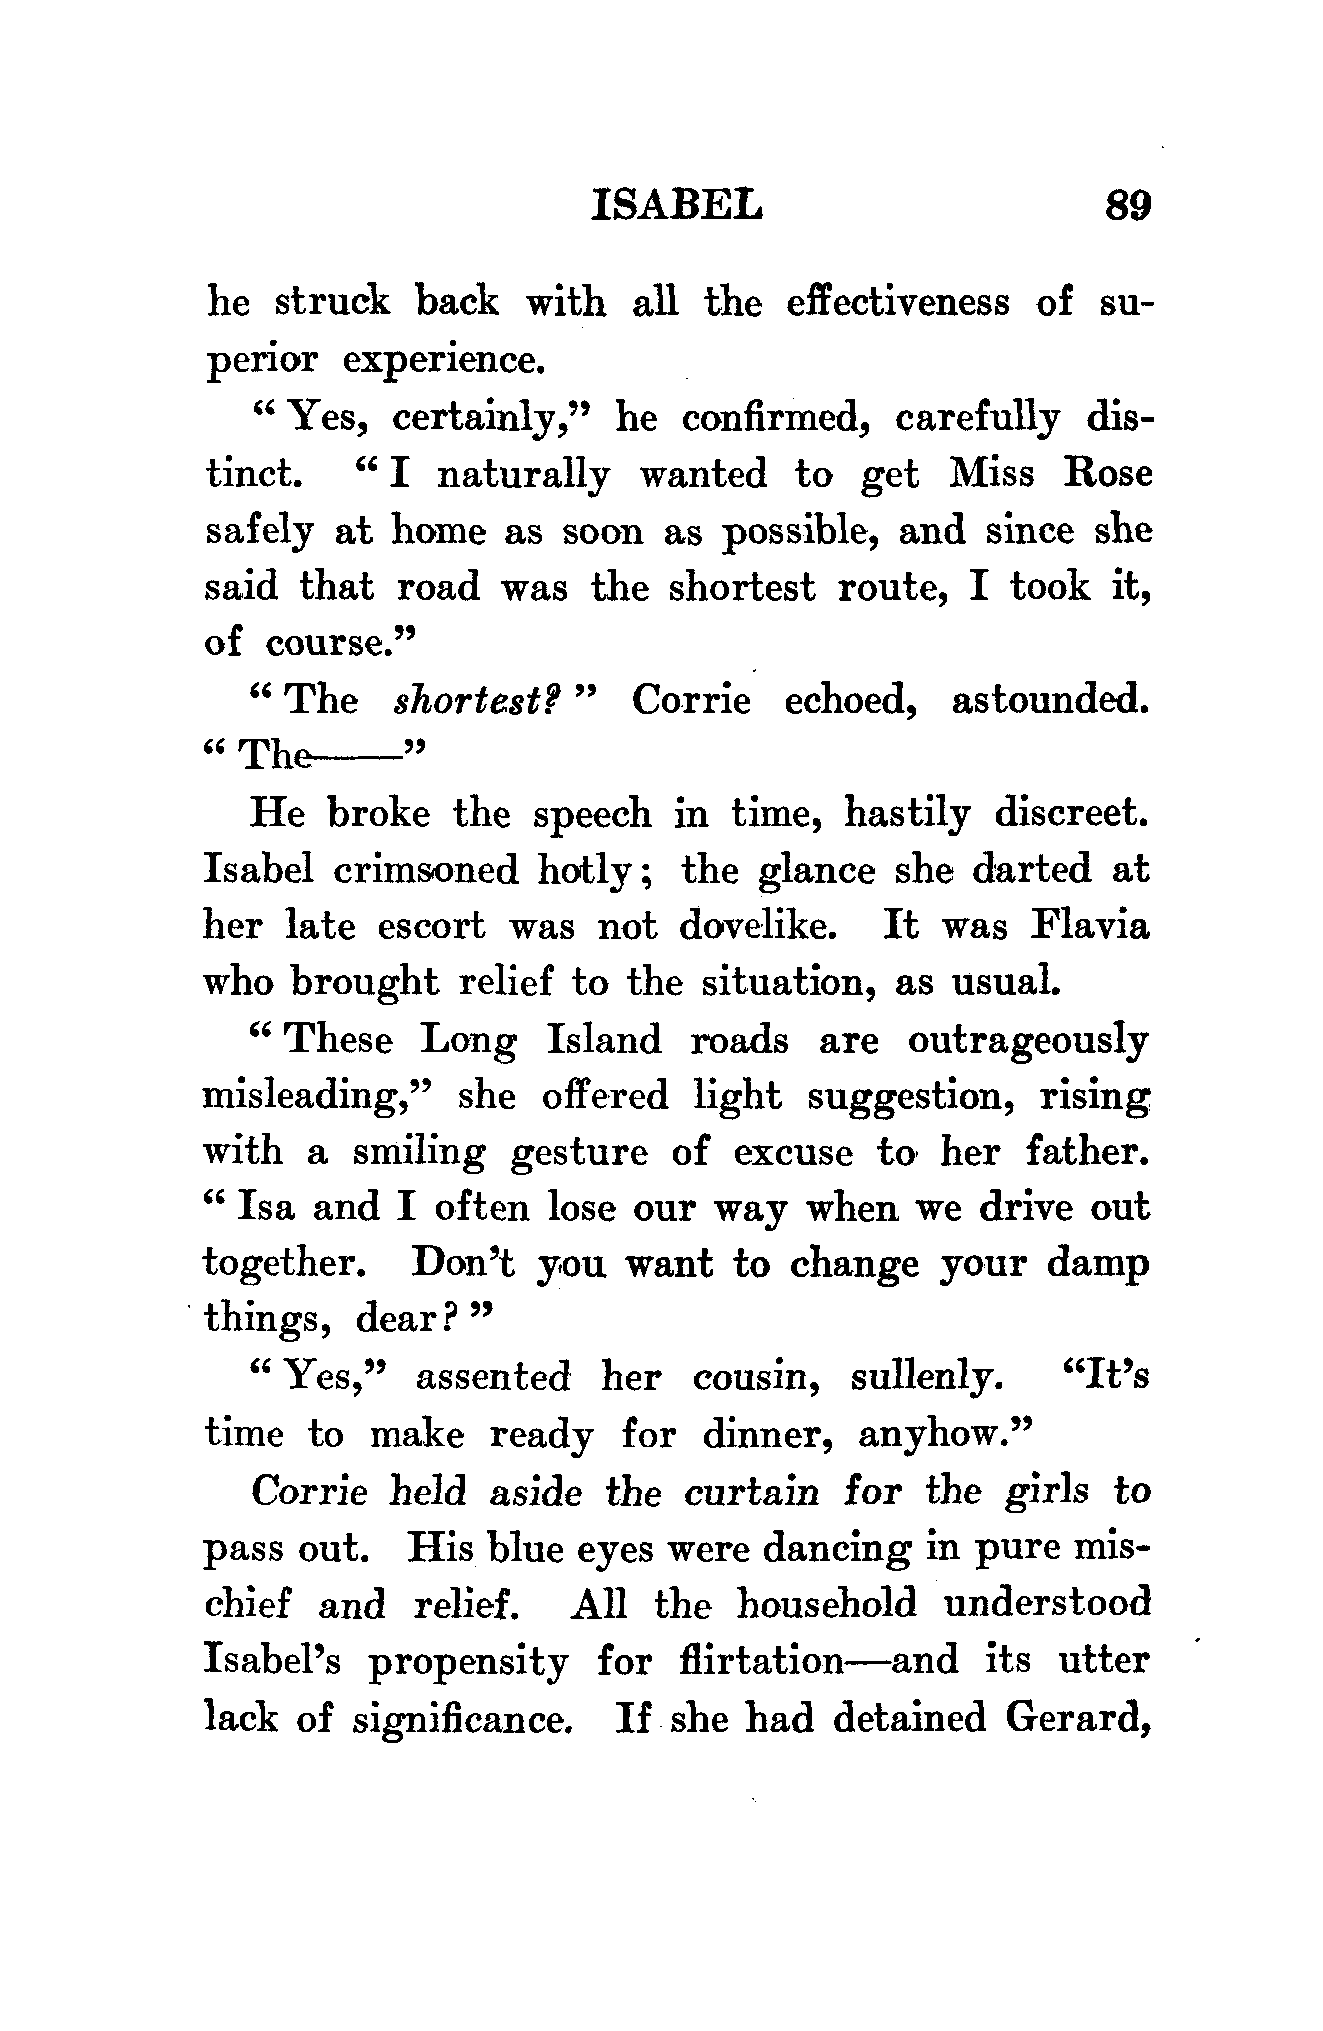 ISABEL 89
he struck back with all the effectiveness of su-
perior experience.
“ Yes, certainly,” he confirmed, carefully dis-
tinct. “ I naturally wanted to get Miss Rose
safely at home as soon as possible, and since she
said that road was the shortest route, I took it,
of course.”
“ The shortest? ” Corrie echoed, astounded.
“ The——”
He broke the speech in time, hastily discreet.
Isabel crimsoned hotly; the glance she darted at
her late escort was not dovelike. It was Flavia
who brought relief to the situation, as usual.
“ These Long Island roads are outrageously
misleading,” she offered light suggestion, rising
with a smiling gesture of excuse to her father.
“ Isa and I often lose our way when we drive out
together. Don’t you want to change your damp
things, dear? ”
“ Yes,” assented her cousin, sullenly. “It’s
time to make ready for dinner, anyhow.”
Corrie held aside the curtain for the girls to
pass out. His blue eyes were dancing in pure mis-
chief and relief. All the household understood
Isabel’s propensity for flirtation—and its utter
lack of significance. If she had detained Gerard,